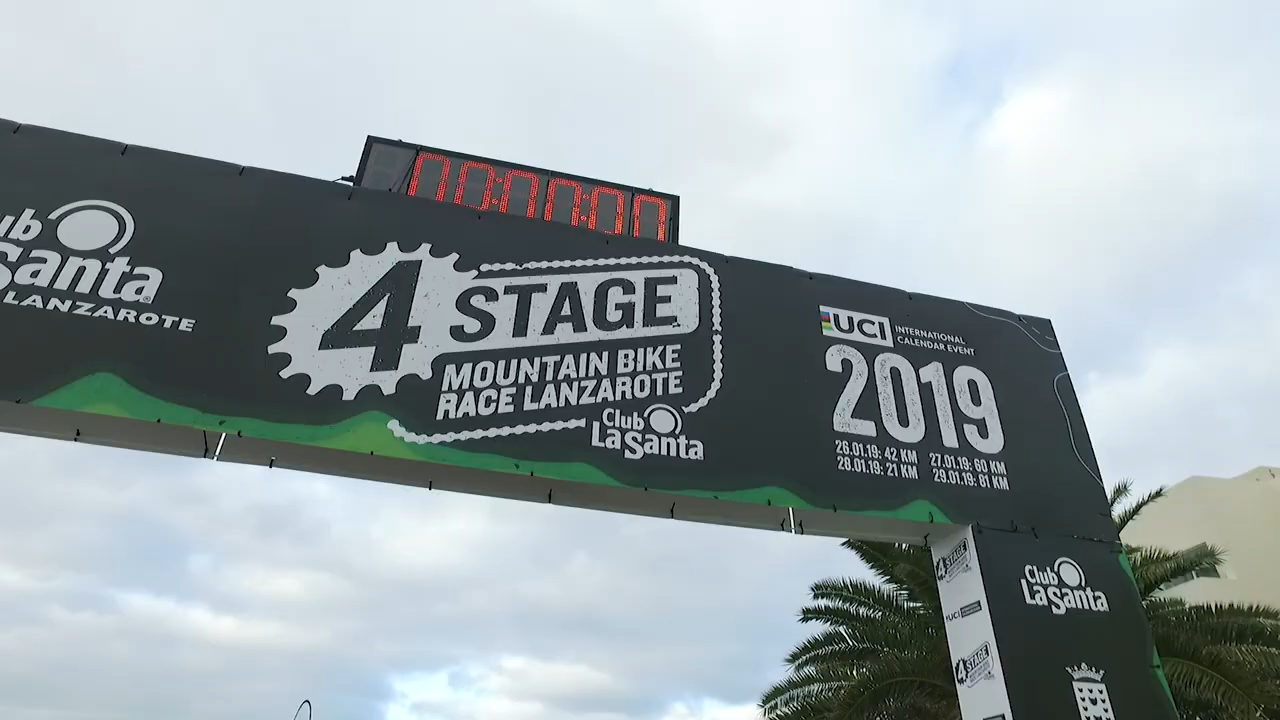 00:00:00
Club
La Santa
LANZAROTE
4 STAGE
MOUNTAIN BIKE
RACE LANZAROTE
Club
La Santa
UCI INTERNATIONAL
CALENDAR EVENT
2019
26.01.19: 42 KM 27.01.19: 60 KM
28.01.19: 21 KM 29.01.19: 81 KM
4 STAGE
UCI
4 STAGE
Club
La Santa